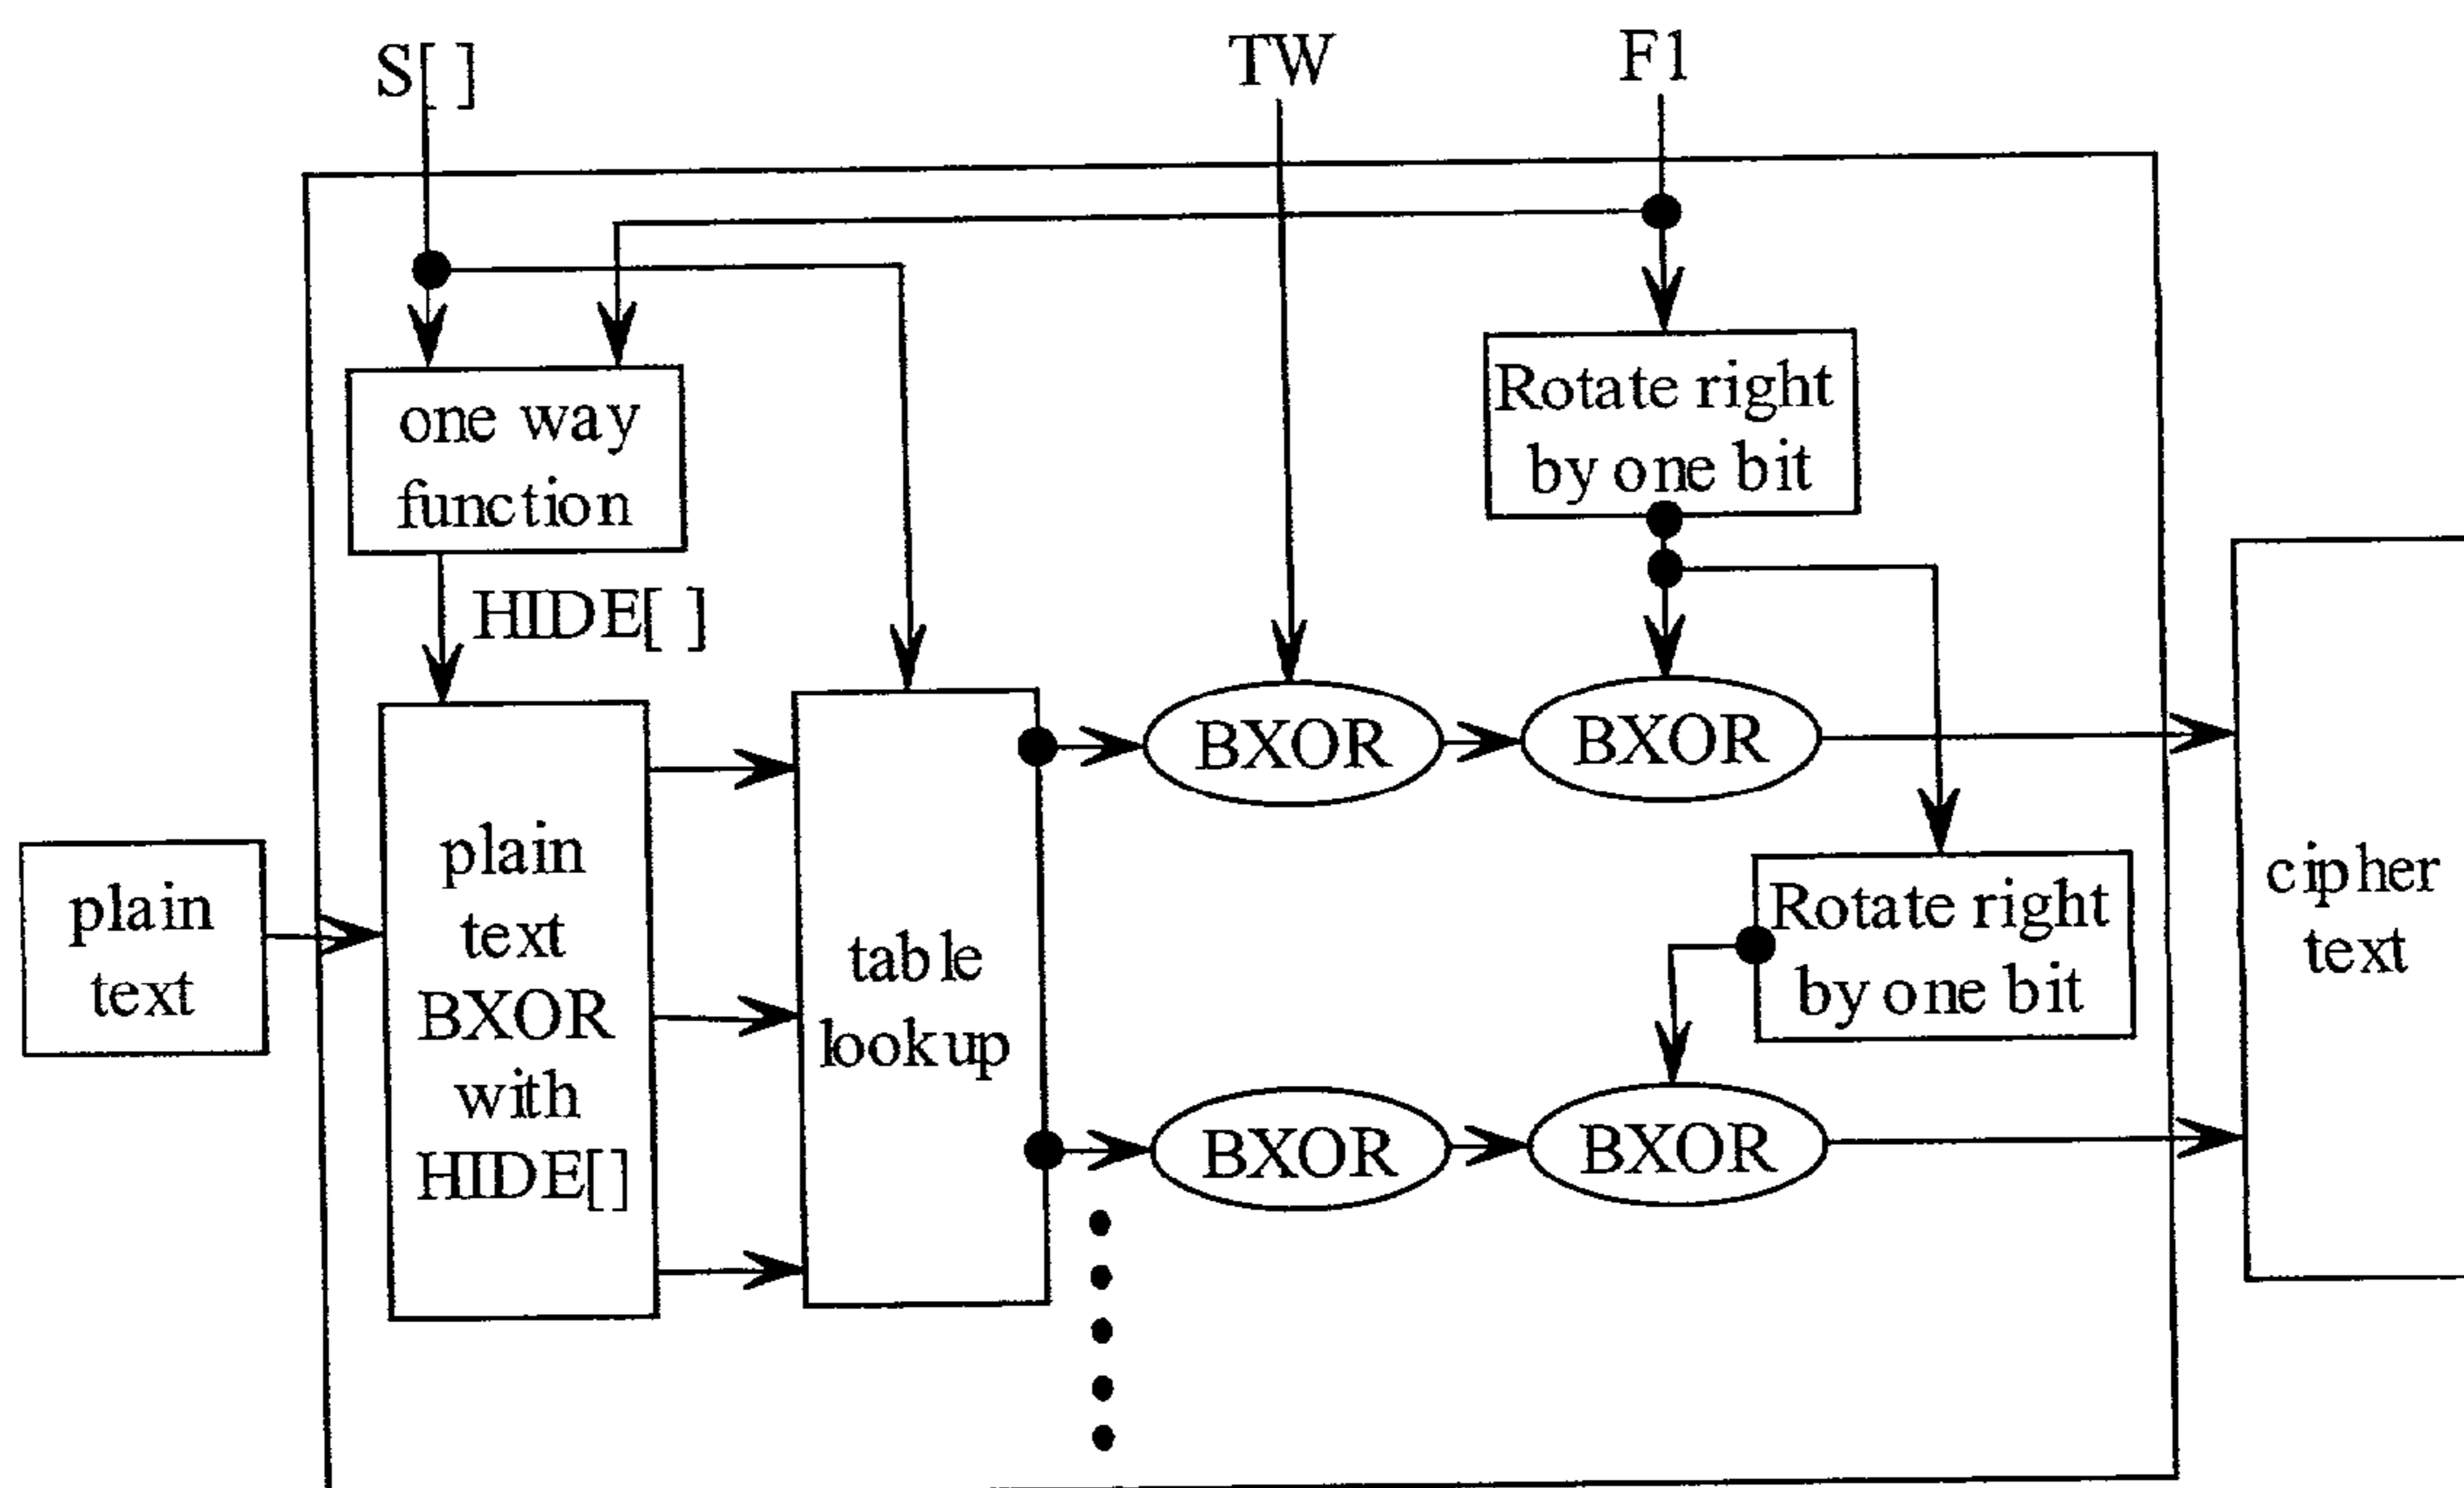 S[ ]
TW
F1
one way
function
Rotate right
by one bit
HIDE[ ]
plain
text
plain
text
BXOR
with
HIDE[]
table
lookup
BXOR
BXOR
Rotate right
by one bit
BXOR
BXOR
cipher
text